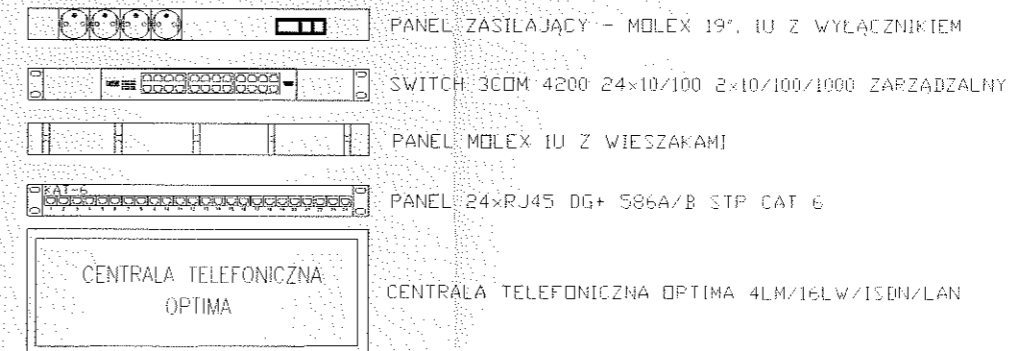 PANEL ZASILAJĄCY - MOLEX 19", 1U Z WYŁĄCZNIKIEM
SWITCH 3COM 4200 24x10/100 2x10/100/1000 ZARZĄDZALNY
PANEL MOLEX 1U Z WIESZAKAMI
KAT-6
PANEL 24xRJ45 DG+ 586A/B STP CAT 6
CENTRALA TELEFONICZNA
OPTIMA
CENTRALA TELEFONICZNA OPTIMA 4LM/16LW/ISDN/LAN